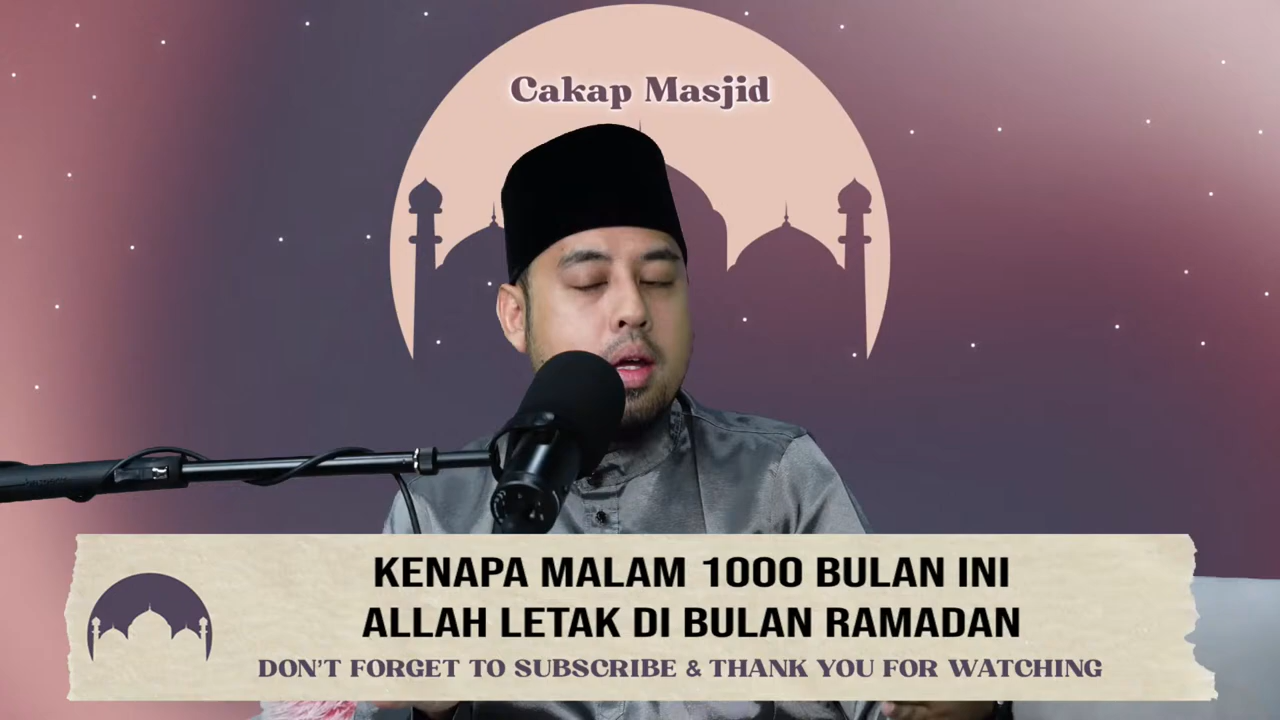 Cakap Masjid
KENAPA MALAM 1000 BULAN INI
ALLAH LETAK DI BULAN RAMADAN
DON'T FORGET TO SUBSCRIBE & THANK YOU FOR WATCHING